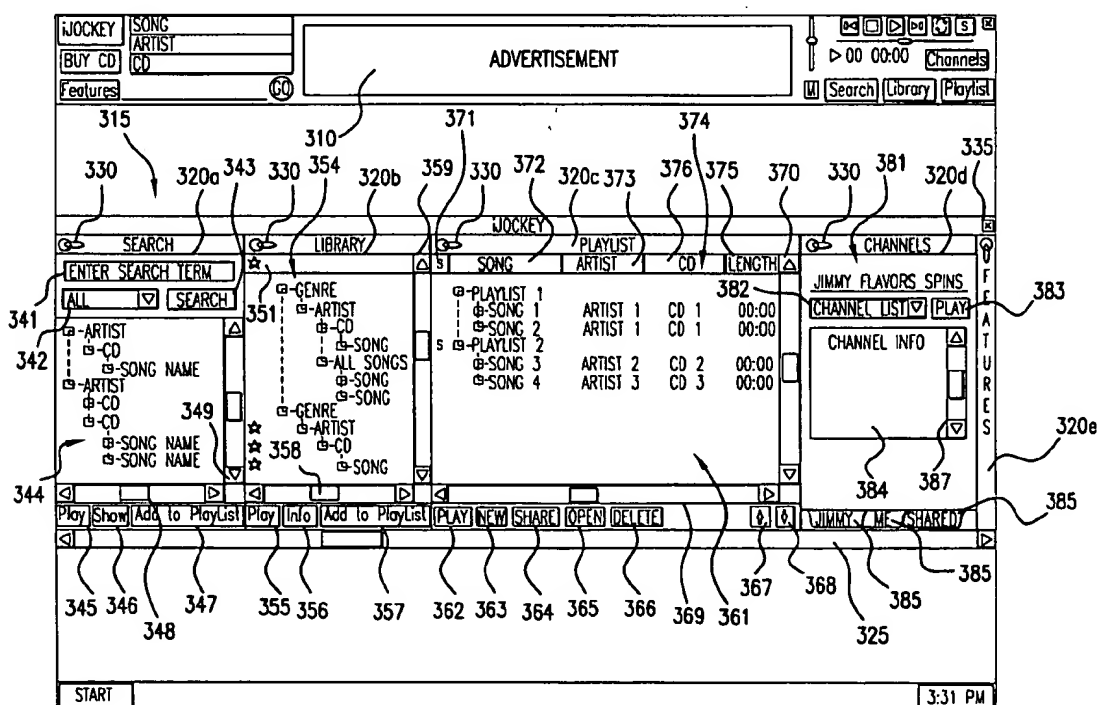 iJOCKEY SONG
ARTIST
BUY CD CD
ADVERTISEMENT
S
▷ 00 00:00 Channels
Features GO
M Search Library Playlist
315 310 371 374 335
330 320a 343 330 354 320b 359 372 330 320c 373 376 375 370 330 381 320d
iJOCKEY
SEARCH LIBRARY PLAYLIST CHANNELS
S SONG ARTIST CD LENGTH
ENTER SEARCH TERM
ALL SEARCH
341
342
-ARTIST
-CD
-SONG NAME
-ARTIST
-CD
-CD
-SONG NAME
-SONG NAME
344
349
351
-GENRE
-ARTIST
-CD
-SONG
-ALL SONGS
-SONG
-SONG
-GENRE
-ARTIST
-CD
-SONG
358
-PLAYLIST 1
-SONG 1 ARTIST 1 CD 1 00:00
-SONG 2 ARTIST 1 CD 1 00:00
S -PLAYLIST 2
-SONG 3 ARTIST 2 CD 2 00:00
-SONG 4 ARTIST 3 CD 3 00:00
JIMMY FLAVORS SPINS
382 383
CHANNEL LIST PLAY
CHANNEL INFO
384 387
FEATURES
320e
385
Play Show Add to PlayList Play Info Add to PlayList PLAY NEW SHARE OPEN DELETE
JIMMY ME SHARED
345 346 348 347 355 356 357 362 363 364 365 366 369 361 367 368 325 385 385
START 3:31 PM